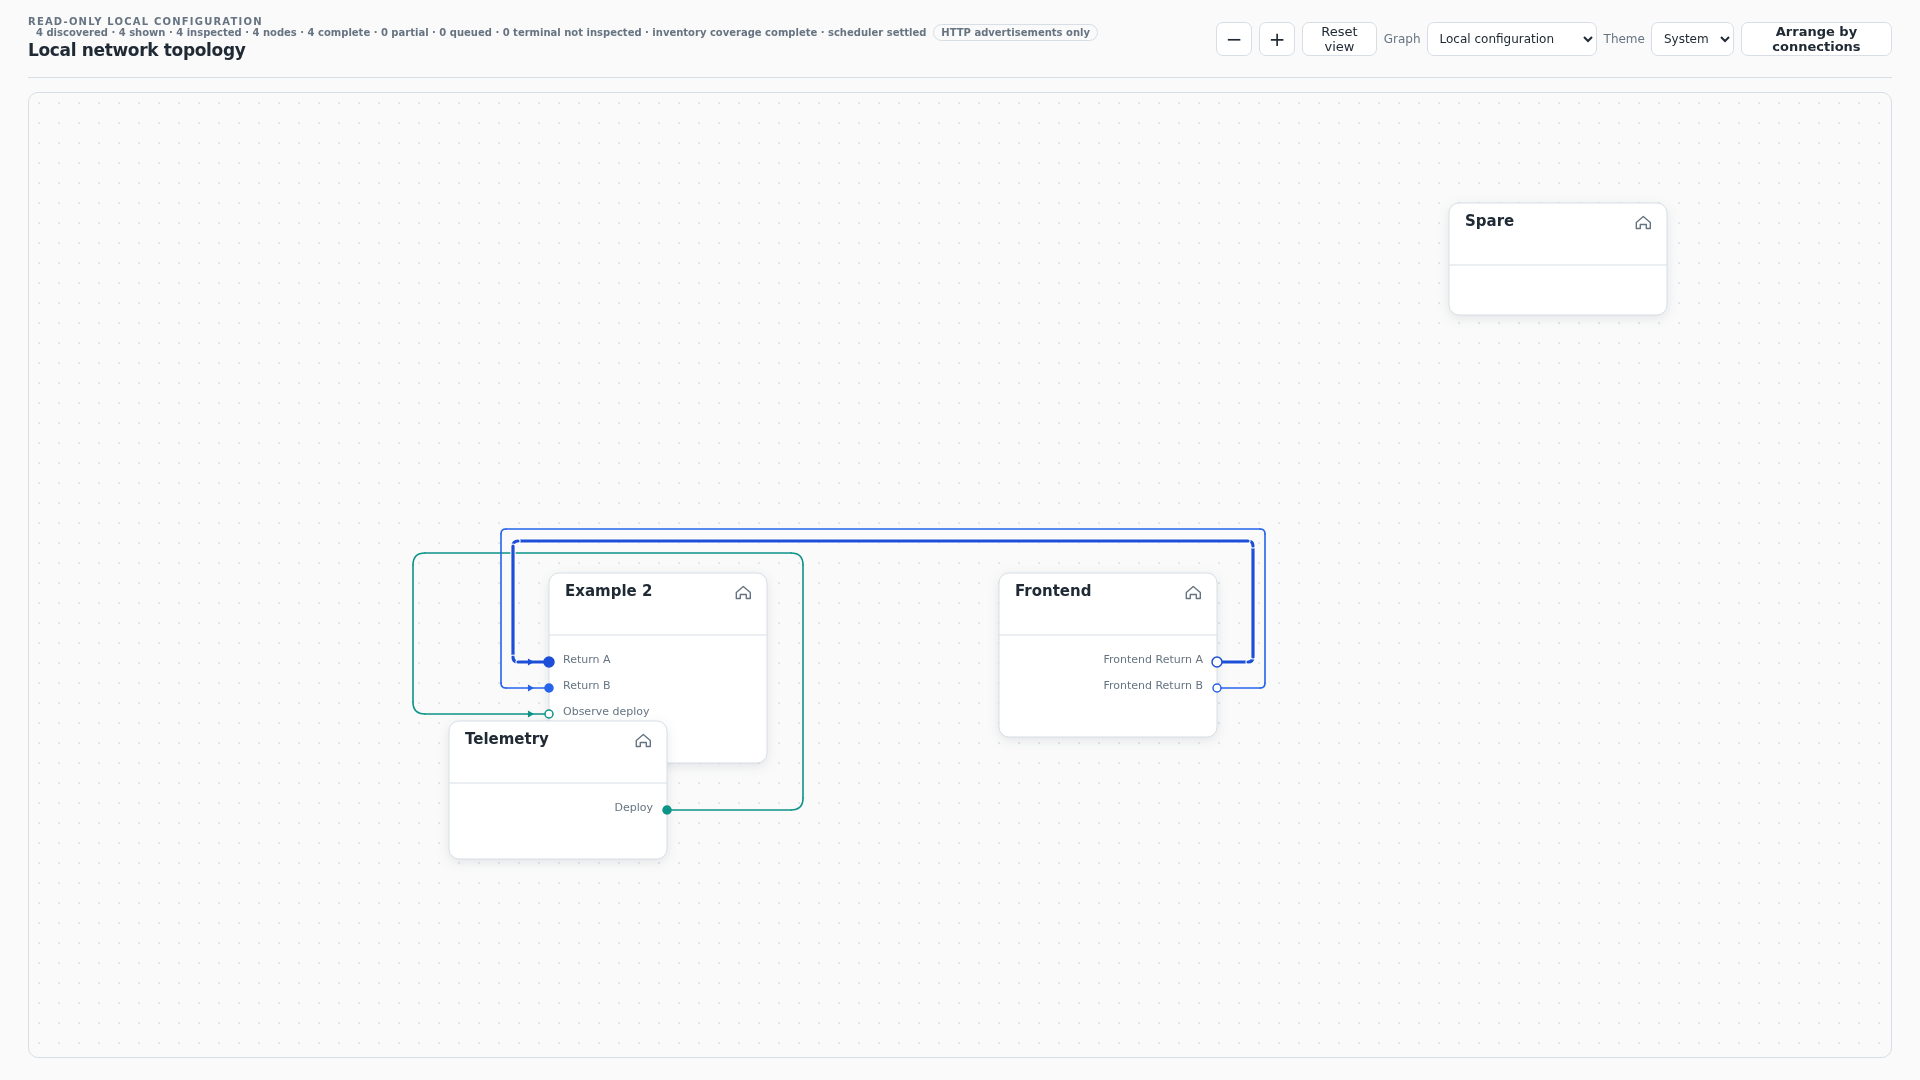 READ-ONLY LOCAL CONFIGURATION
4 discovered · 4 shown · 4 inspected · 4 nodes · 4 complete · 0 partial · 0 queued · 0 terminal not inspected · inventory coverage complete · scheduler settled HTTP advertisements only
Local network topology
− + Reset view Graph Local configuration Theme System Arrange by connections
Spare
Example 2
Return A
Return B
Observe deploy
Frontend
Frontend Return A
Frontend Return B
Telemetry
Deploy